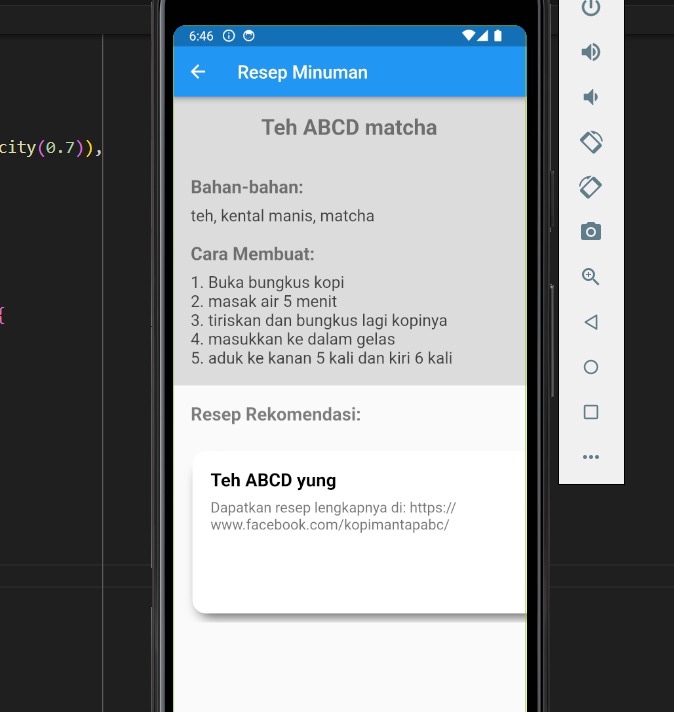 6:46
Resep Minuman
city(0.7)),
Teh ABCD matcha
Bahan-bahan:
teh, kental manis, matcha
Cara Membuat:
1. Buka bungkus kopi
2. masak air 5 menit
3. tiriskan dan bungkus lagi kopinya
4. masukkan ke dalam gelas
{
5. aduk ke kanan 5 kali dan kiri 6 kali
Resep Rekomendasi:
Teh ABCD yung
Dapatkan resep lengkapnya di: https://
www.facebook.com/kopimantapabc/